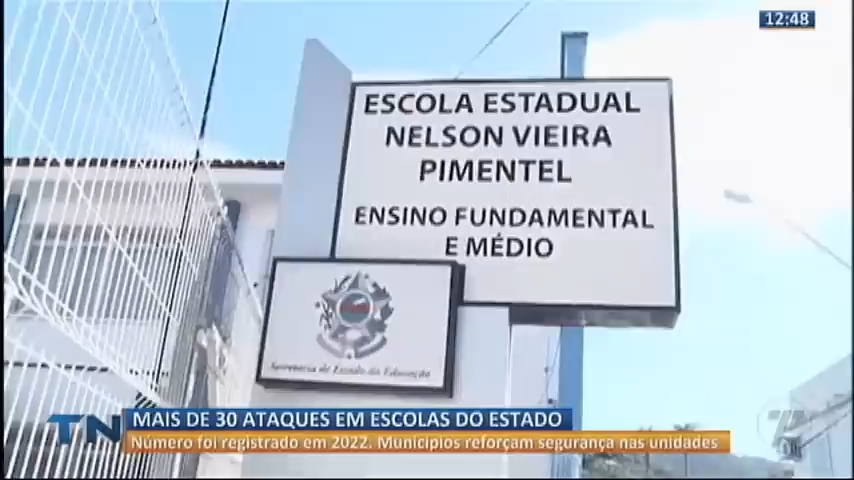 12:48
ESCOLA ESTADUAL
NELSON VIEIRA
PIMENTEL
ENSINO FUNDAMENTAL
E MÉDIO
Secretaria de Estado da Educação
TN
MAIS DE 30 ATAQUES EM ESCOLAS DO ESTADO
Número foi registrado em 2022. Municípios reforçam segurança nas unidades